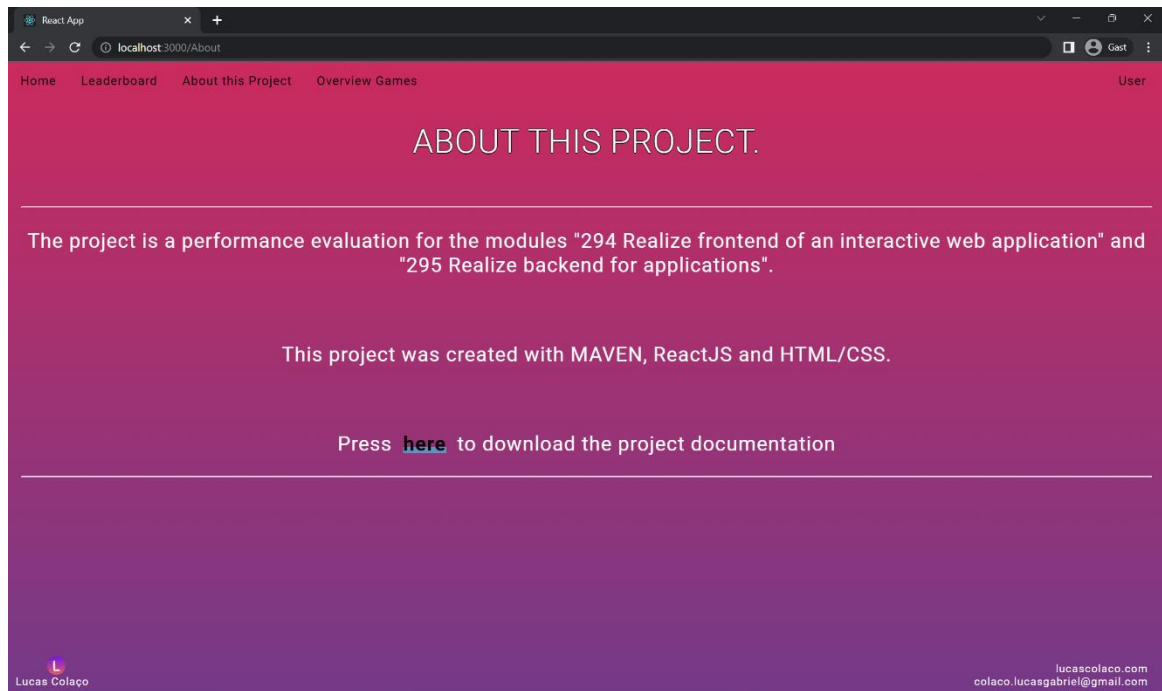 React App
localhost:3000/About
Gast
Home Leaderboard About this Project Overview Games User
ABOUT THIS PROJECT.
The project is a performance evaluation for the modules "294 Realize frontend of an interactive web application" and
"295 Realize backend for applications".
This project was created with MAVEN, ReactJS and HTML/CSS.
Press here to download the project documentation
L
Lucas Colaço
lucascolaco.com
colaco.lucasgabriel@gmail.com